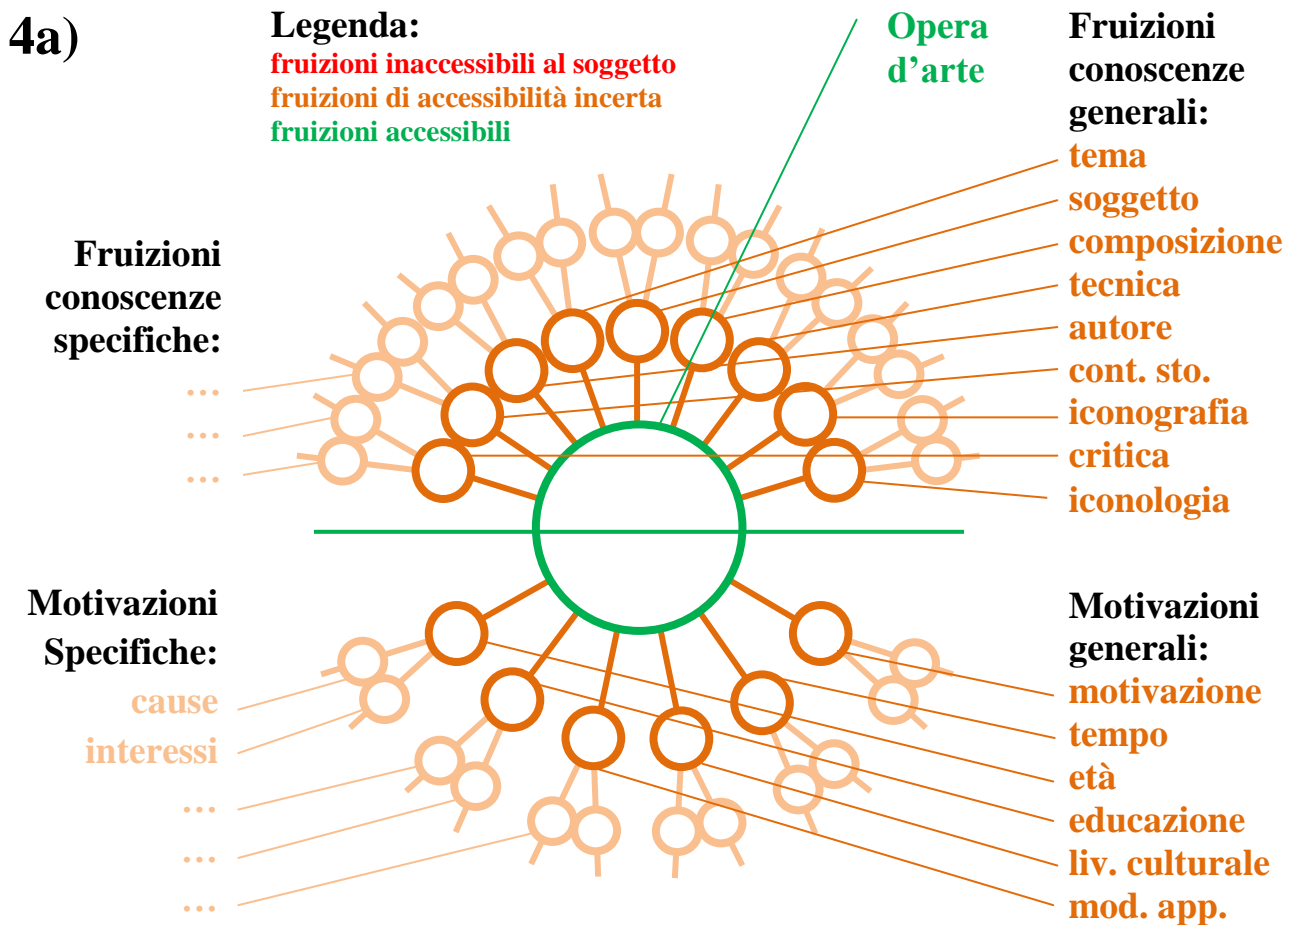 4a)
Legenda:
fruizioni inaccessibili al soggetto
fruizioni di accessibilità incerta
fruizioni accessibili
Opera
d’arte
Fruizioni
conoscenze
generali:
tema
soggetto
composizione
tecnica
autore
cont. sto.
iconografia
critica
iconologia
Fruizioni
conoscenze
specifiche:
…
…
…
Motivazioni
Specifiche:
cause
interessi
…
…
…
Motivazioni
generali:
motivazione
tempo
età
educazione
liv. culturale
mod. app.